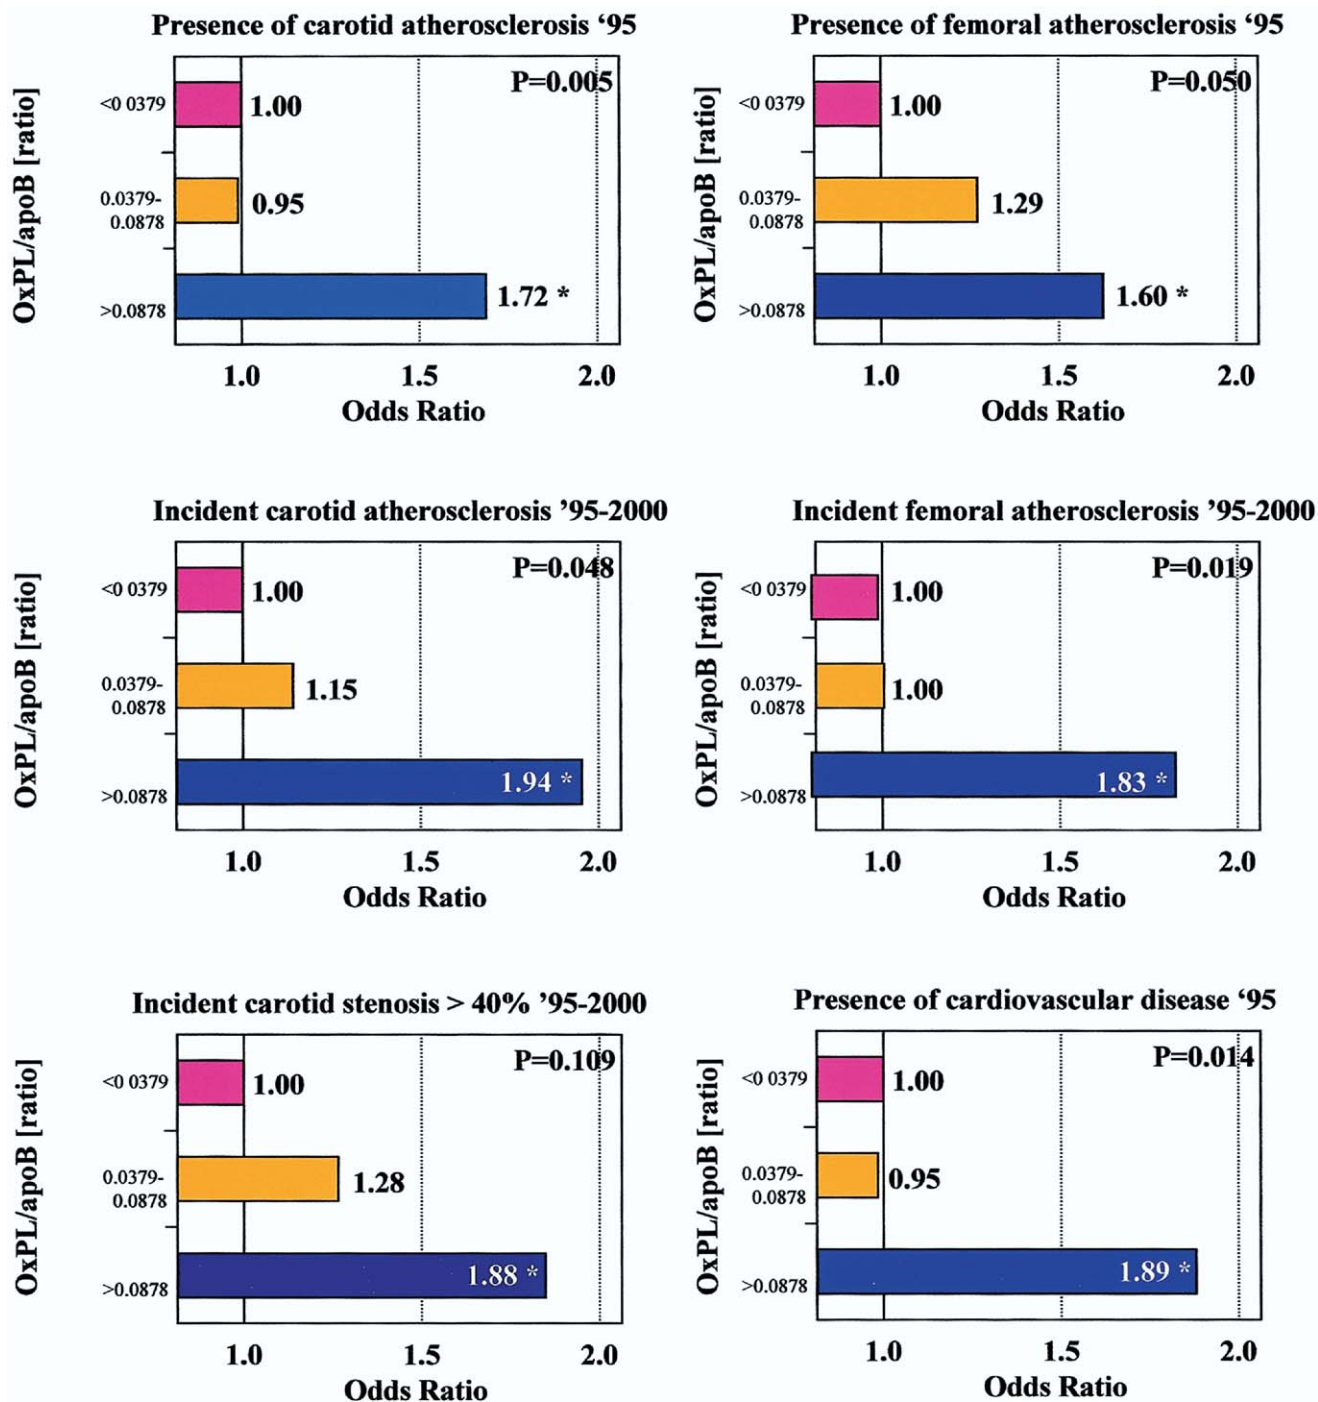 Presence of carotid atherosclerosis ‘95
P=0.005
OxPL/apoB [ratio]
<0 0379
1.00
0.0379-
0.0878
0.95
>0.0878
1.72 *
1.0 1.5 2.0
Odds Ratio
Presence of femoral atherosclerosis ‘95
P=0.050
OxPL/apoB [ratio]
<0 0379
1.00
0.0379-
0.0878
1.29
>0.0878
1.60 *
1.0 1.5 2.0
Odds Ratio
Incident carotid atherosclerosis ’95-2000
P=0.048
OxPL/apoB [ratio]
<0 0379
1.00
0.0379-
0.0878
1.15
>0.0878
1.94 *
1.0 1.5 2.0
Odds Ratio
Incident femoral atherosclerosis ’95-2000
P=0.019
OxPL/apoB [ratio]
<0 0379
1.00
0.0379-
0.0878
1.00
>0.0878
1.83 *
1.0 1.5 2.0
Odds Ratio
Incident carotid stenosis > 40% ’95-2000
P=0.109
OxPL/apoB [ratio]
<0 0379
1.00
0.0379-
0.0878
1.28
>0.0878
1.88 *
1.0 1.5 2.0
Odds Ratio
Presence of cardiovascular disease ‘95
P=0.014
OxPL/apoB [ratio]
<0 0379
1.00
0.0379-
0.0878
0.95
>0.0878
1.89 *
1.0 1.5 2.0
Odds Ratio